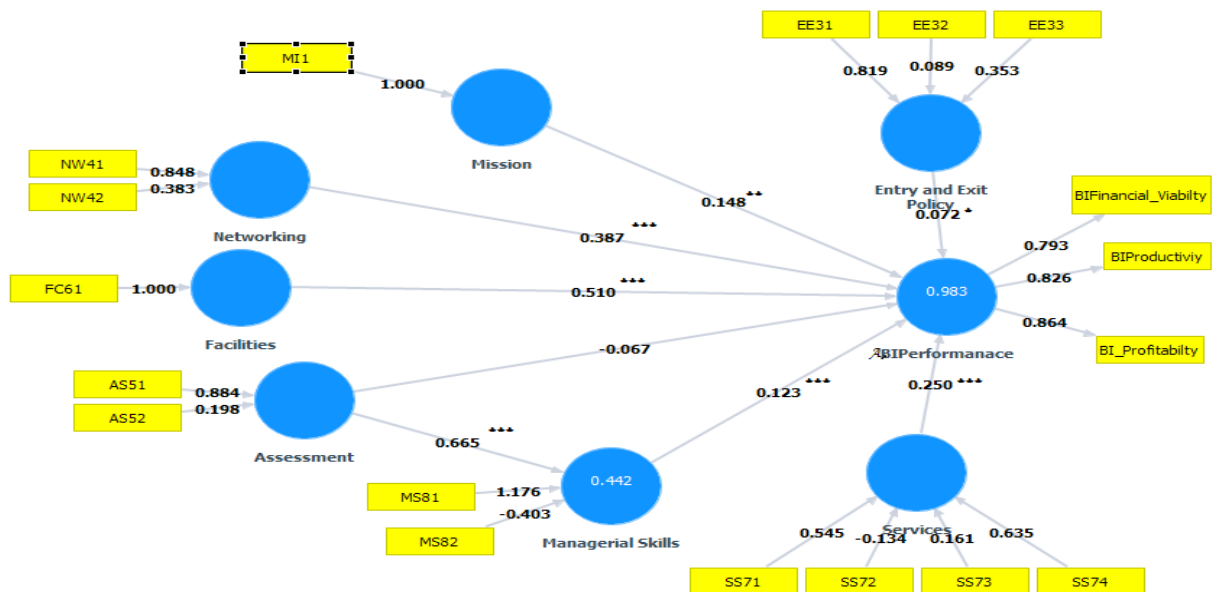 EE31
EE32
EE33
MI1
0.819
0.089
0.353
1.000
Mission
NW41
0.848
NW42
0.383
Networking
Entry and Exit
Policy
0.072 *
0.148 **
BIFinancial_Viabilty
0.387 ***
0.793
BIProductiviy
0.826
FC61
1.000
0.510 ***
0.983
0.864
Facilities
-0.067
BIPerformanace
BI_Profitabilty
AS51
0.884
AS52
0.198
0.123 ***
0.250 ***
Assessment
0.665 ***
0.442
MS81
1.176
MS82
-0.403
Managerial Skills
Services
0.545
-0.134
0.161
0.635
SS71
SS72
SS73
SS74